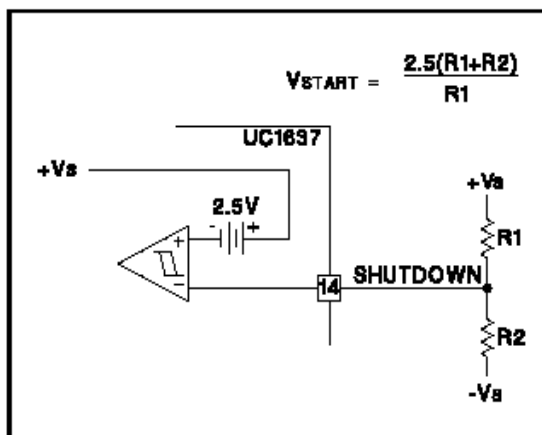 VSTART = 2.5(R1+R2)
R1
UC1637
+Vs
2.5V
- +
+Vs
R1
+
-
14
SHUTDOWN
R2
-Vs